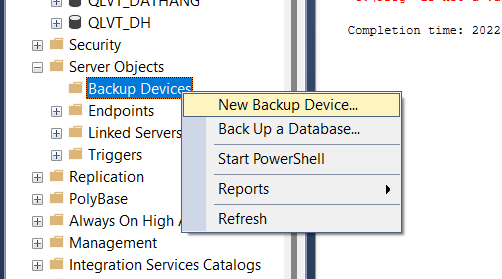 QLVT_DATHANG
QLVT_DH
Completion time: 2022
Security
Server Objects
Backup Devices
New Backup Device...
Endpoints
Back Up a Database...
Linked Servers
Triggers
Start PowerShell
Replication
Reports
PolyBase
Always On High
Refresh
Management
Integration Services Catalogs